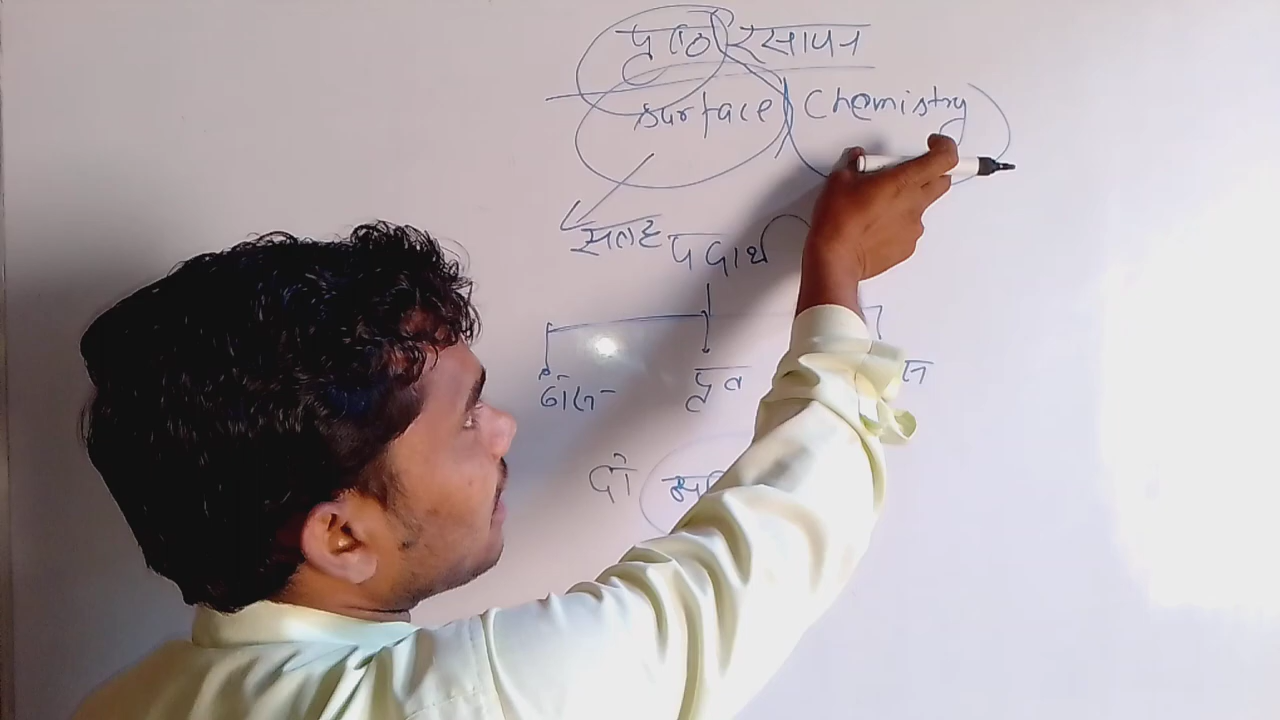 पृष्ठ रसायन
surface Chemistry
सतह पदार्थ
ठोस द्रव
दो